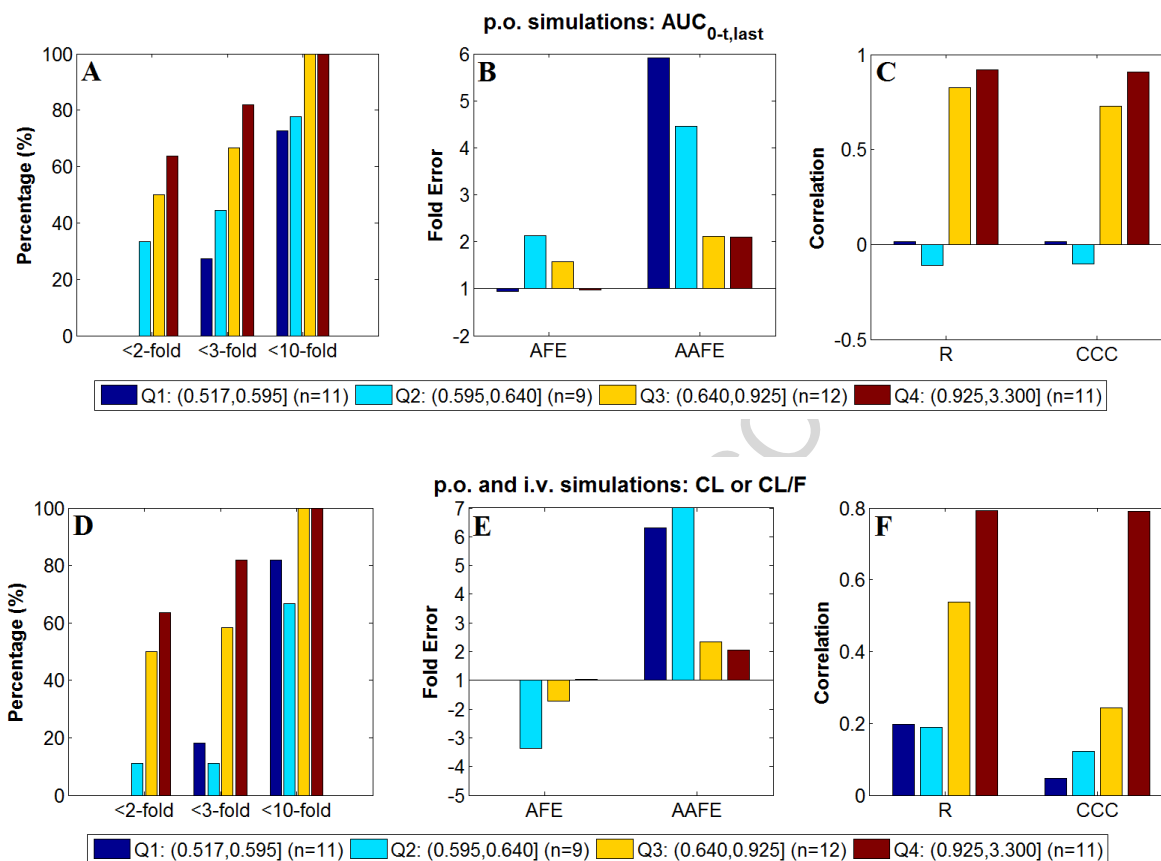 p.o. simulations: AUC0-t,last
A
B
C
Percentage (%)
100
80
60
40
20
0
<2-fold <3-fold <10-fold
Fold Error
6
5
4
3
2
1
-2
AFE AAFE
Correlation
1
0.5
0
-0.5
R CCC
Q1: (0.517,0.595] (n=11) Q2: (0.595,0.640] (n=9) Q3: (0.640,0.925] (n=12) Q4: (0.925,3.300] (n=11)
p.o. and i.v. simulations: CL or CL/F
D
E
F
Percentage (%)
100
80
60
40
20
0
<2-fold <3-fold <10-fold
Fold Error
7
6
5
4
3
2
1
-2
-3
-4
-5
AFE AAFE
Correlation
0.8
0.6
0.4
0.2
0
R CCC
Q1: (0.517,0.595] (n=11) Q2: (0.595,0.640] (n=9) Q3: (0.640,0.925] (n=12) Q4: (0.925,3.300] (n=11)